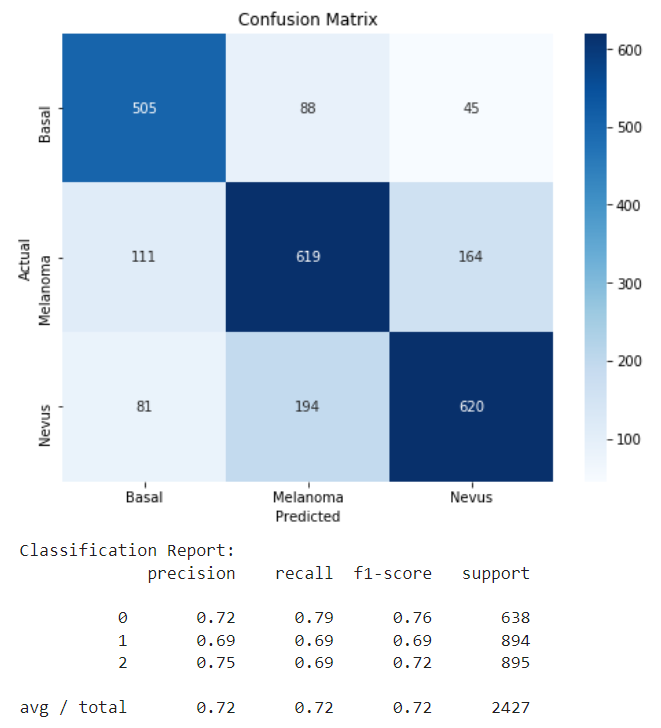 Confusion Matrix
Basal
505 88 45
Actual
Melanoma
111 619 164
Nevus
81 194 620
Basal Melanoma Nevus
Predicted
600
500
400
300
200
100
Classification Report:
precision recall f1-score support
0 0.72 0.79 0.76 638
1 0.69 0.69 0.69 894
2 0.75 0.69 0.72 895
avg / total 0.72 0.72 0.72 2427